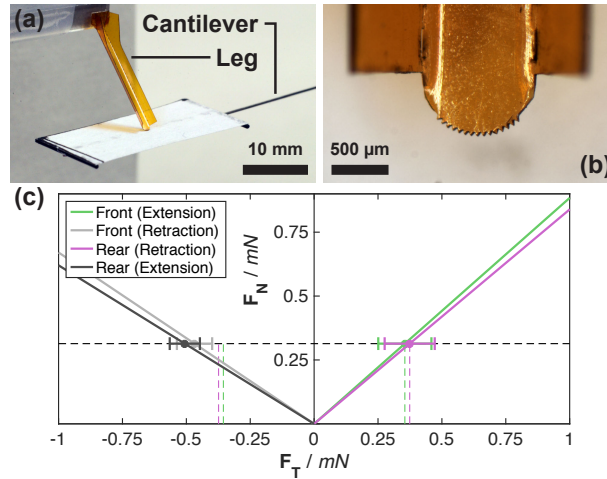 (a)
Cantilever
Leg
10 mm
500 µm
(b)
(c)
Front (Extension)
Front (Retraction)
Rear (Retraction)
Rear (Extension)
F_N / mN
0.75
0.5
0.25
-1 -0.75 -0.5 -0.25 0 0.25 0.5 0.75 1
F_T / mN